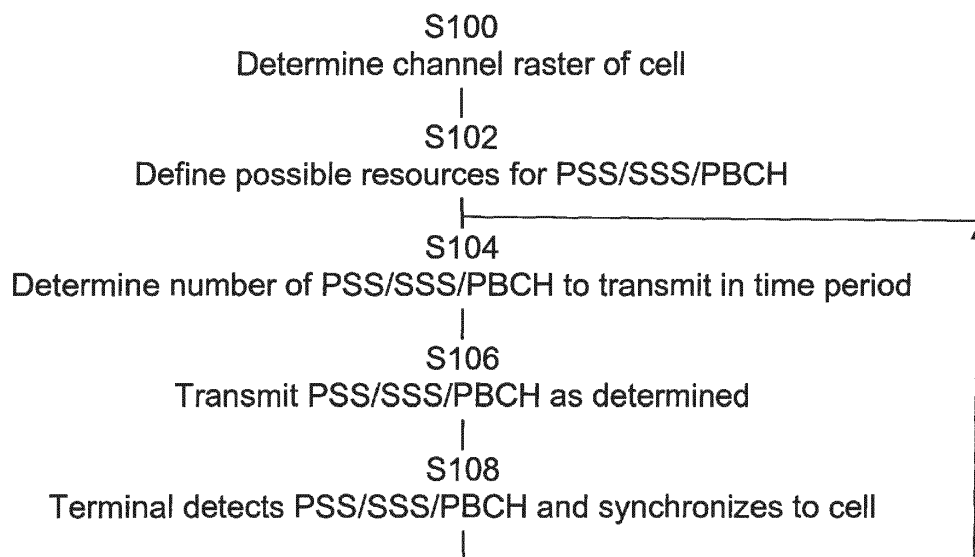 S100
Determine channel raster of cell
S102
Define possible resources for PSS/SSS/PBCH
S104
Determine number of PSS/SSS/PBCH to transmit in time period
S106
Transmit PSS/SSS/PBCH as determined
S108
Terminal detects PSS/SSS/PBCH and synchronizes to cell